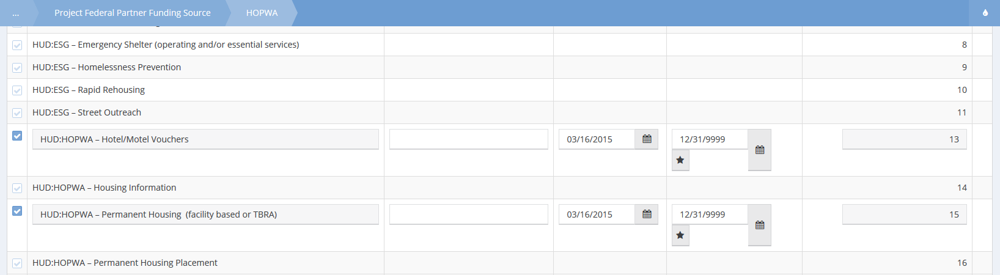 ... Project Federal Partner Funding Source HOPWA
HUD:ESG – Emergency Shelter (operating and/or essential services) 8
HUD:ESG – Homelessness Prevention 9
HUD:ESG – Rapid Rehousing 10
HUD:ESG – Street Outreach 11
HUD:HOPWA – Hotel/Motel Vouchers 03/16/2015 12/31/9999 13
HUD:HOPWA – Housing Information 14
HUD:HOPWA – Permanent Housing  (facility based or TBRA) 03/16/2015 12/31/9999 15
HUD:HOPWA – Permanent Housing Placement 16